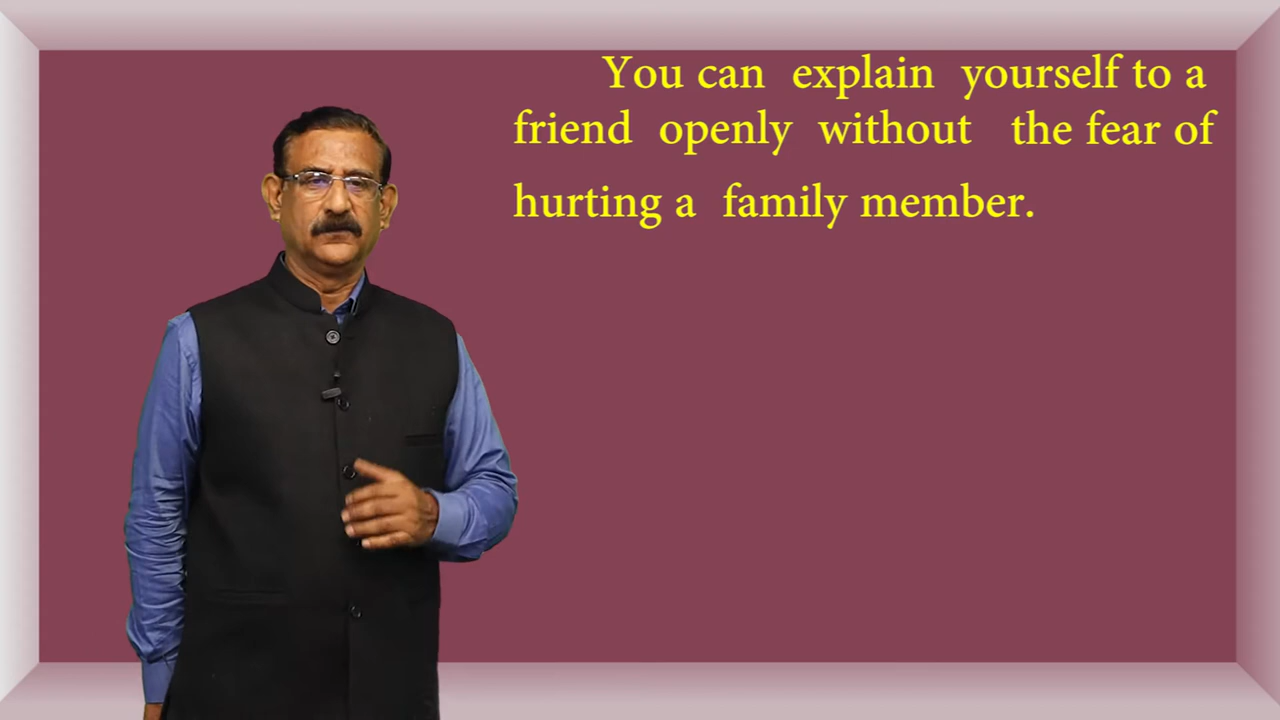 You can explain yourself to a
friend openly without the fear of
hurting a family member.